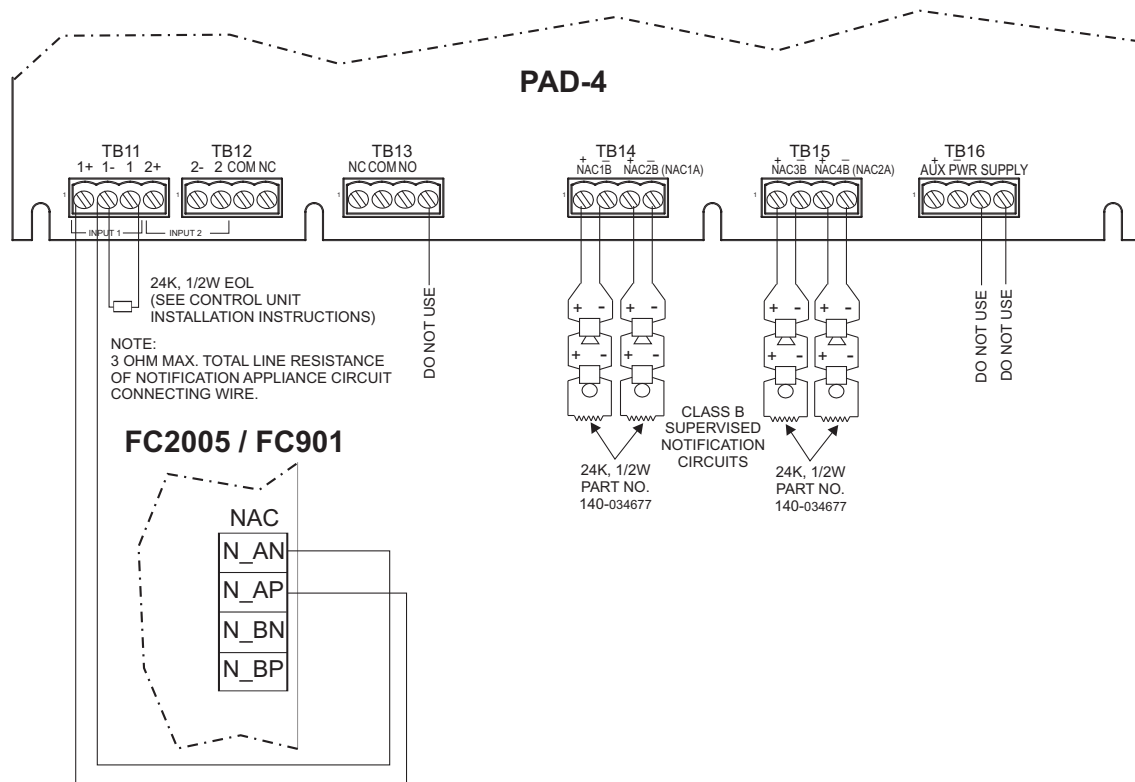 PAD-4
TB11
1+ 1- 1 2+
1
INPUT 1
INPUT 2
TB12
2- 2 COM NC
1
TB13
NC COM NO
1
DO NOT USE
TB14
+ – + –
NAC1B NAC2B (NAC1A)
1
TB15
+ – + –
NAC3B NAC4B (NAC2A)
1
TB16
+ –
AUX PWR SUPPLY
1
DO NOT USE
DO NOT USE
24K, 1/2W EOL
(SEE CONTROL UNIT
INSTALLATION INSTRUCTIONS)
NOTE:
3 OHM MAX. TOTAL LINE RESISTANCE
OF NOTIFICATION APPLIANCE CIRCUIT
CONNECTING WIRE.
+ - + -
+ - + -
+ - + -
+ - + -
CLASS B
SUPERVISED
NOTIFICATION
CIRCUITS
24K, 1/2W
PART NO.
140-034677
24K, 1/2W
PART NO.
140-034677
FC2005 / FC901
NAC
N_AN
N_AP
N_BN
N_BP